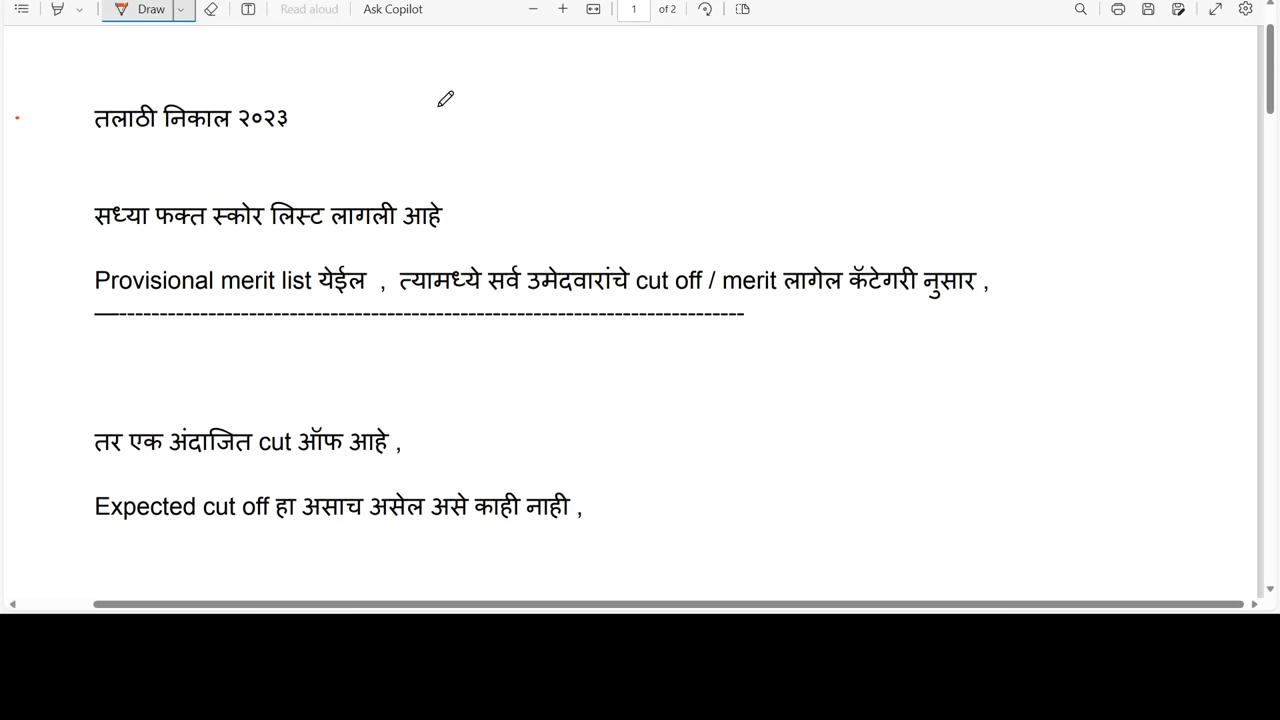 Draw Read aloud Ask Copilot 1 of 2
तलाठी निकाल २०२३
सध्या फक्त स्कोर लिस्ट लागली आहे
Provisional merit list येईल , त्यामध्ये सर्व उमेदवारांचे cut off / merit लागेल कॅटेगरी नुसार ,
—-----------------------------------------------------------------------------
तर एक अंदाजित cut ऑफ आहे ,
Expected cut off हा असाच असेल असे काही नाही ,